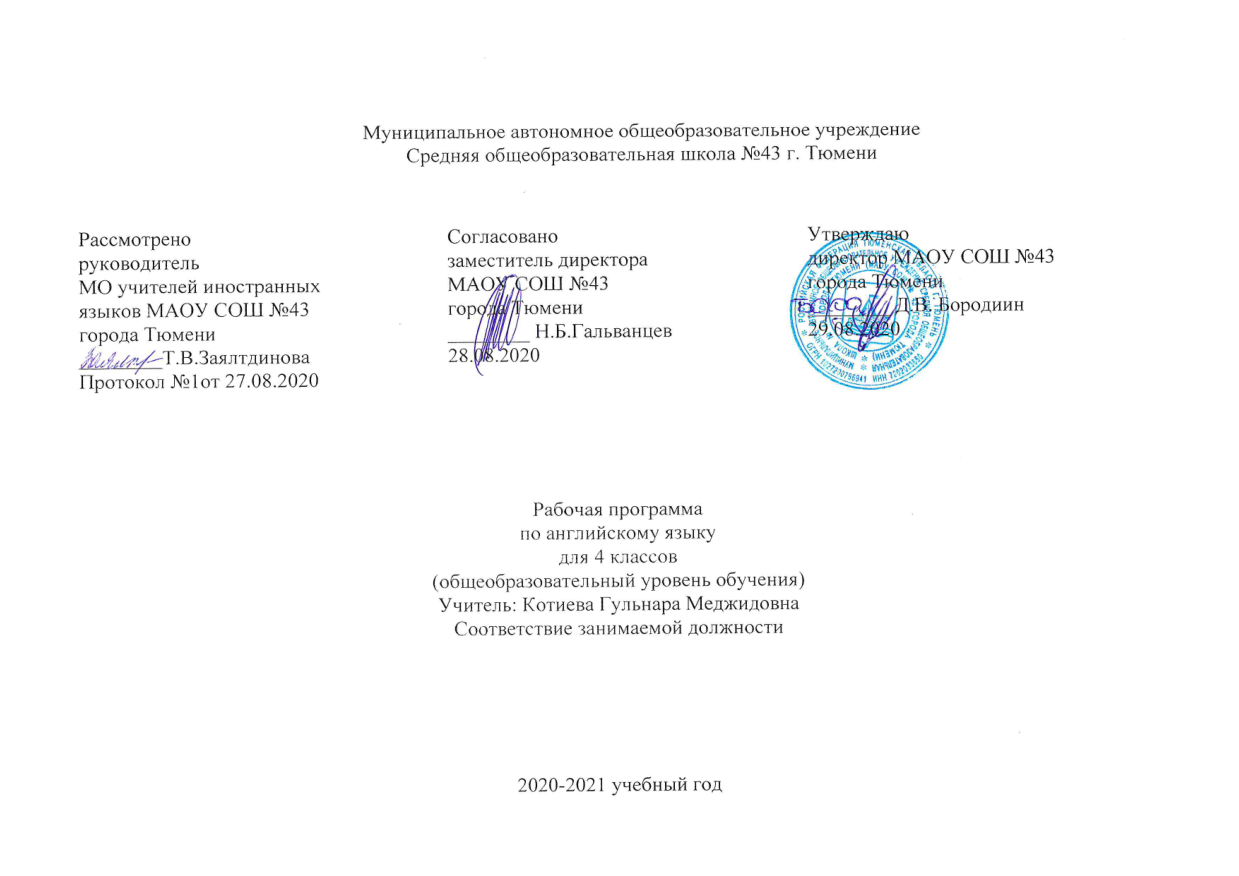 Муниципальное автономное общеобразовательное учреждение
Средняя общеобразовательная школа №43 г. Тюмени
Рассмотрено
руководитель
МО учителей иностранных
языков МАОУ СОШ №43
города Тюмени
________Т.В.Заялтдинова
Протокол №1от 27.08.2020
Согласовано
заместитель директора
МАОУ СОШ №43
города Тюмени
________ Н.Б.Гальванцев
28.08.2020
Утверждаю
директор МАОУ СОШ №43
города Тюмени
________ Д.В. Бородиин
29.08.2020
Рабочая программа
по английскому языку
для 4 классов
(общеобразовательный уровень обучения)
Учитель: Котиева Гульнара Меджидовна
Соответствие занимаемой должности
2020-2021 учебный год